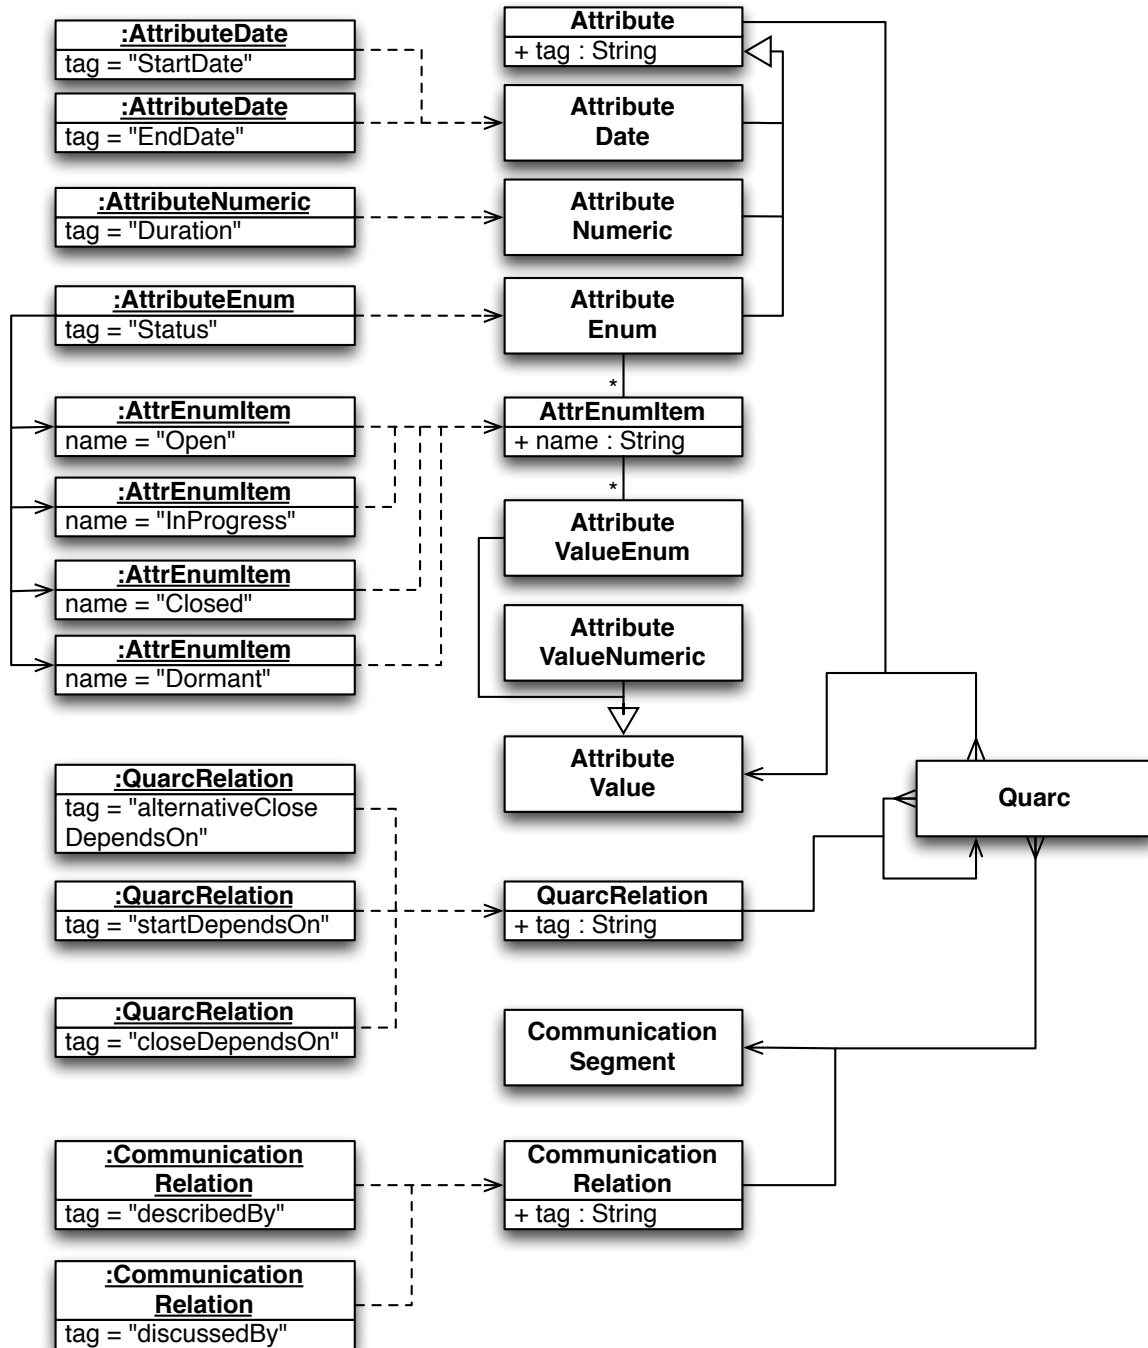 :AttributeDate
tag = "StartDate"
:AttributeDate
tag = "EndDate"
:AttributeNumeric
tag = "Duration"
:AttributeEnum
tag = "Status"
:AttrEnumItem
name = "Open"
:AttrEnumItem
name = "InProgress"
:AttrEnumItem
name = "Closed"
:AttrEnumItem
name = "Dormant"
:QuarcRelation
tag = "alternativeClose
DependsOn"
:QuarcRelation
tag = "startDependsOn"
:QuarcRelation
tag = "closeDependsOn"
:Communication
Relation
tag = "describedBy"
:Communication
Relation
tag = "discussedBy"
Attribute
+ tag : String
Attribute
Date
Attribute
Numeric
Attribute
Enum
*
AttrEnumItem
+ name : String
*
Attribute
ValueEnum
Attribute
ValueNumeric
Attribute
Value
QuarcRelation
+ tag : String
Communication
Segment
Communication
Relation
+ tag : String
Quarc